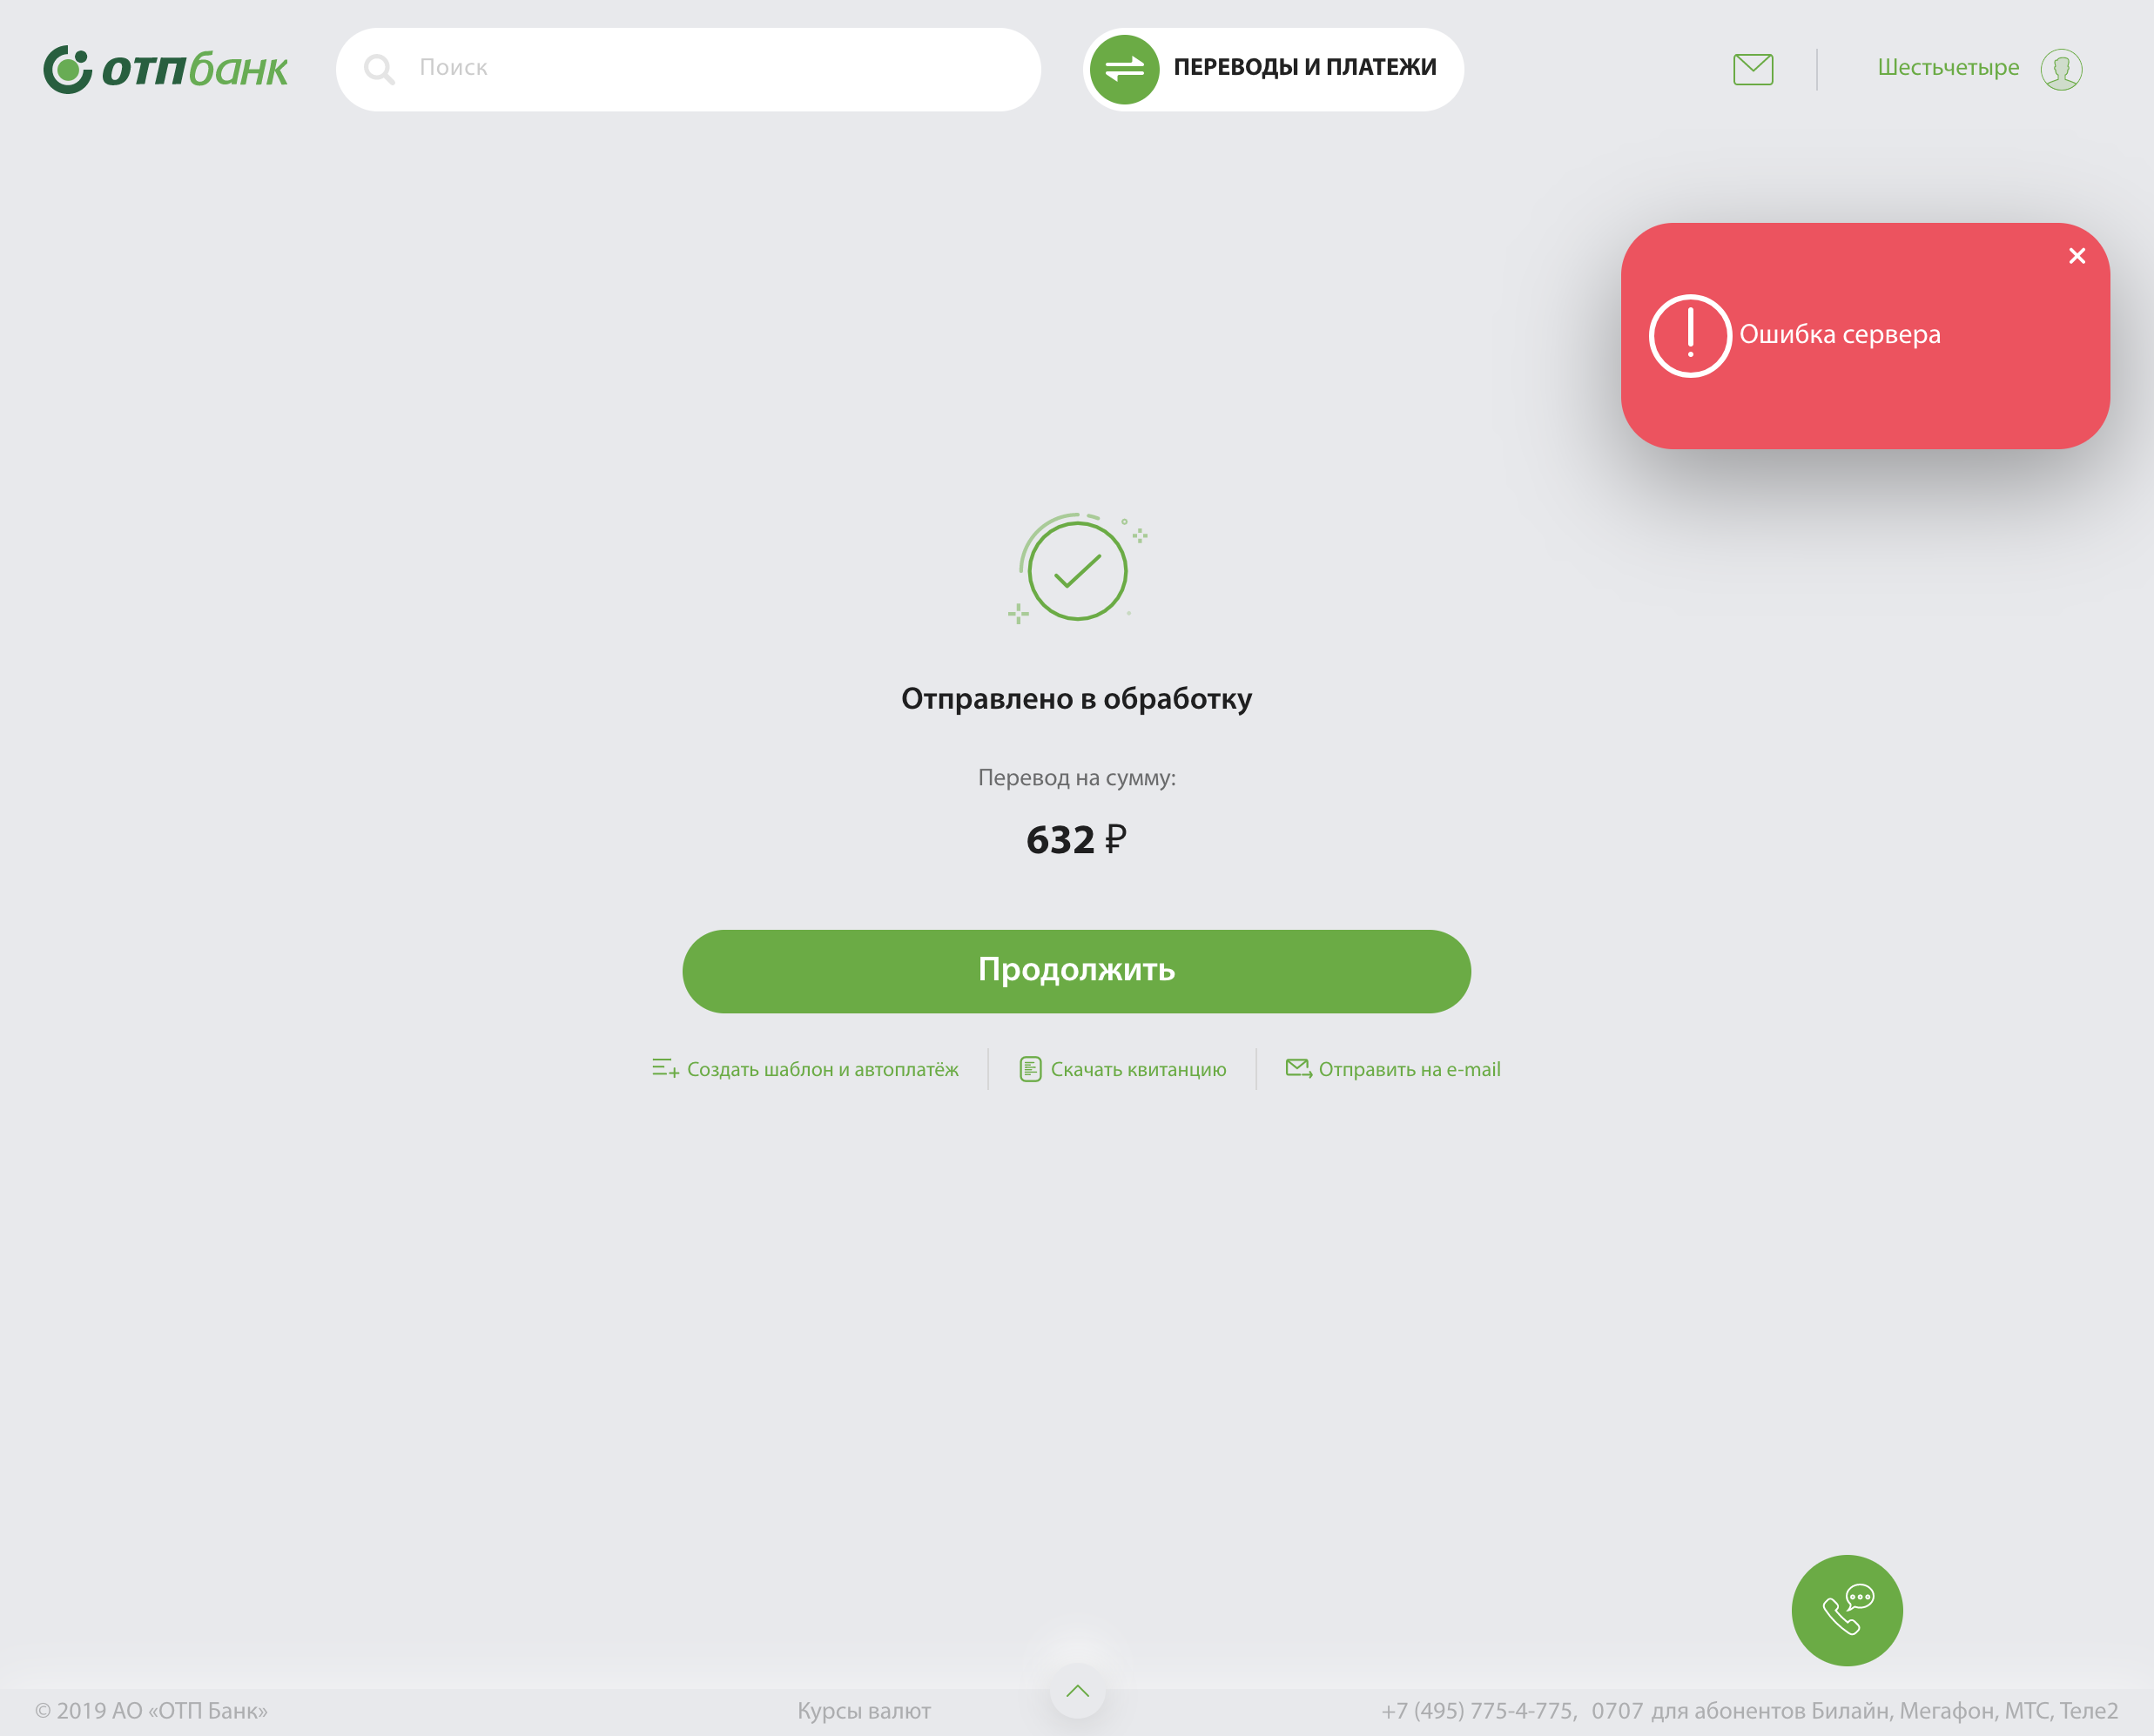 отпбанк
Поиск
ПЕРЕВОДЫ И ПЛАТЕЖИ
Шестьчетыре
Ошибка сервера
Отправлено в обработку
Перевод на сумму:
632 ₽
Продолжить
Создать шаблон и автоплатёж
Скачать квитанцию
Отправить на e-mail
© 2019 АО «ОТП Банк»
Курсы валют
+7 (495) 775-4-775, 0707 для абонентов Билайн, Мегафон, МТС, Теле2